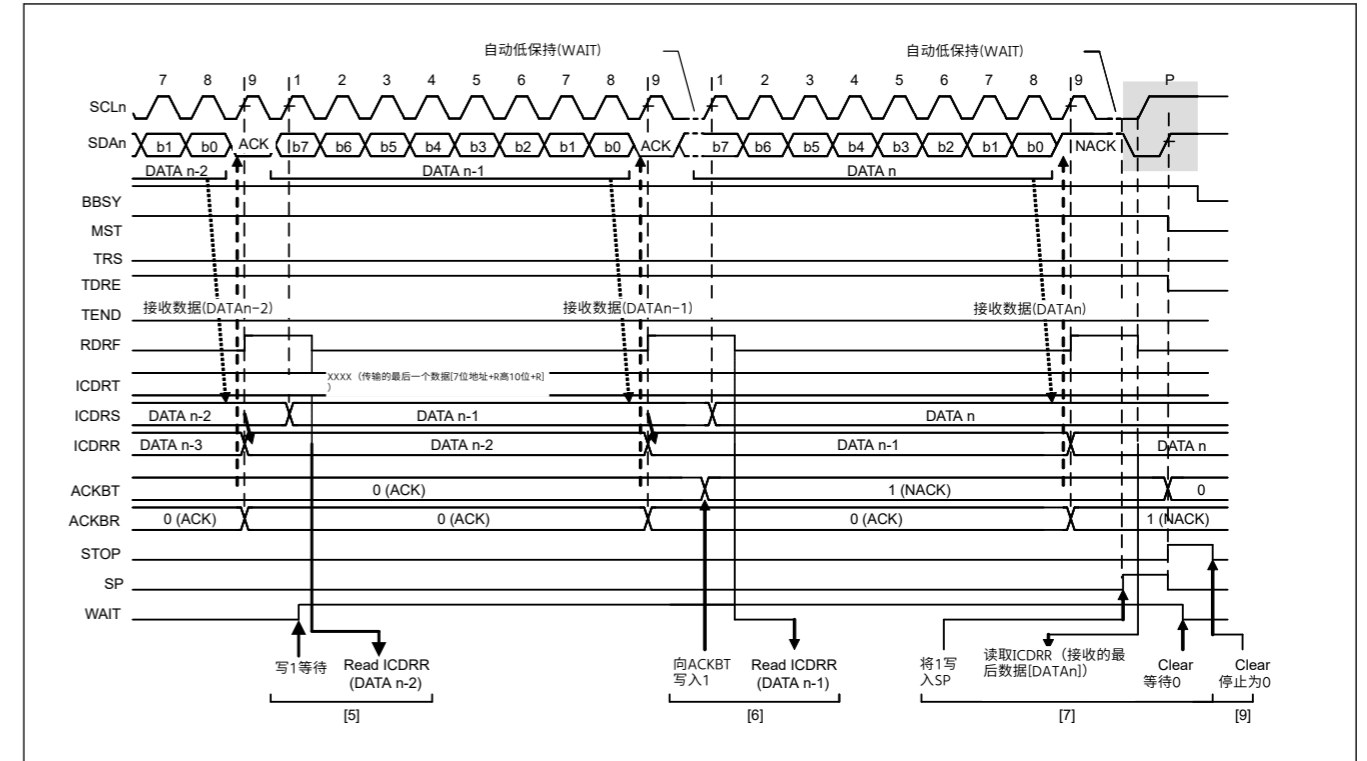 自动低保持(WAIT)
自动低保持(WAIT)
7 8 9 1 2 3 4 5 6 7 8 9 1 2 3 4 5 6 7 8 9 P
SCLn
SDAn b1 b0 ACK b7 b6 b5 b4 b3 b2 b1 b0 ACK b7 b6 b5 b4 b3 b2 b1 b0 NACK
DATA n-2 DATA n-1 DATA n
BBSY
MST
TRS
TDRE
接收数据(DATAn−2) 接收数据(DATAn−1) 接收数据(DATAn)
TEND
RDRF
XXXX（传输的最后一个数据[7位地址+R高10位+R]
）
ICDRT
ICDRS DATA n-2 DATA n-1 DATA n
ICDRR DATA n-3 DATA n-2 DATA n-1 DATA n
ACKBT 0 (ACK) 1 (NACK) 0
ACKBR 0 (ACK) 0 (ACK) 0 (ACK) 1 (NACK)
STOP
SP
WAIT
写1等待
Read ICDRR
(DATA n-2)
向ACKBT
写入1
Read ICDRR
(DATA n-1)
将1写
入SP
读取ICDRR（接收的最
后数据[DATAn]）
Clear
等待0
Clear
停止为0
[5] [6] [7] [9]